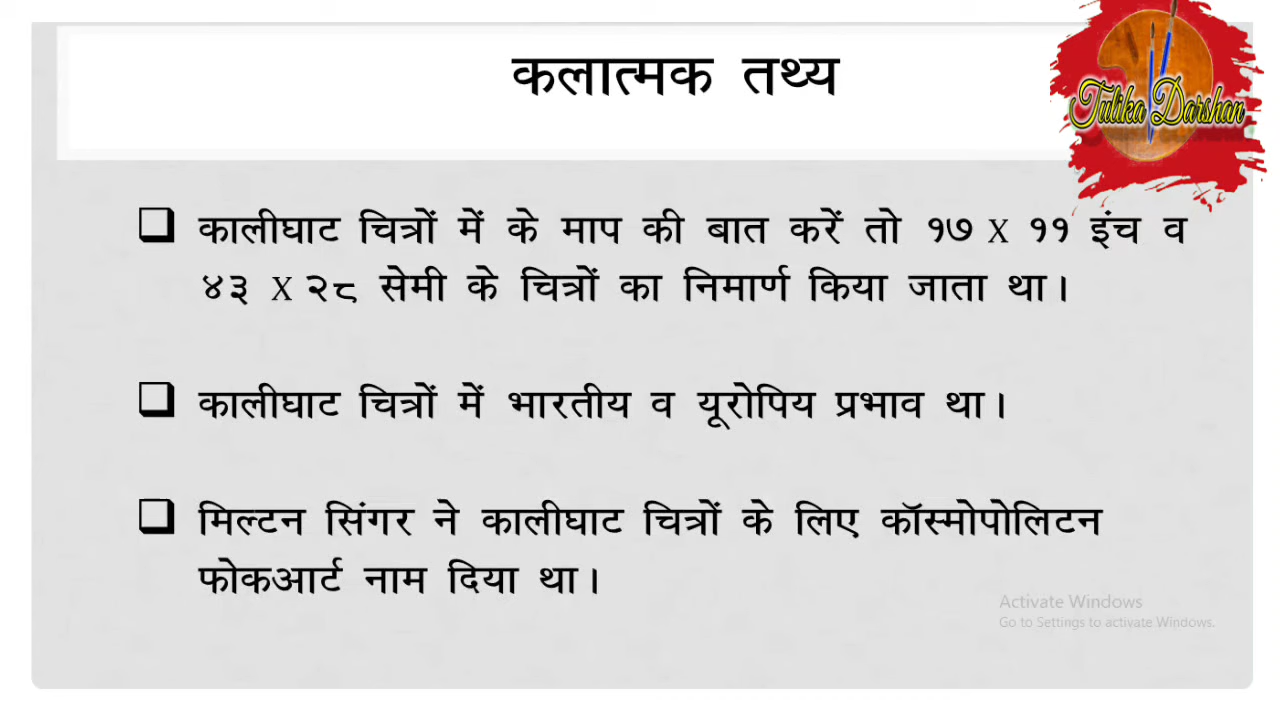 कलात्मक तथ्य
Tulika Darshan
❑ कालीघाट चित्रों में के माप की बात करें तो १७ X ११ इंच व
४३ X २८ सेमी के चित्रों का निमार्ण किया जाता था।
❑ कालीघाट चित्रों में भारतीय व यूरोपिय प्रभाव था।
❑ मिल्टन सिंगर ने कालीघाट चित्रों के लिए कॉस्मोपोलिटन
फोकआर्ट नाम दिया था।
Activate Windows
Go to Settings to activate Windows.